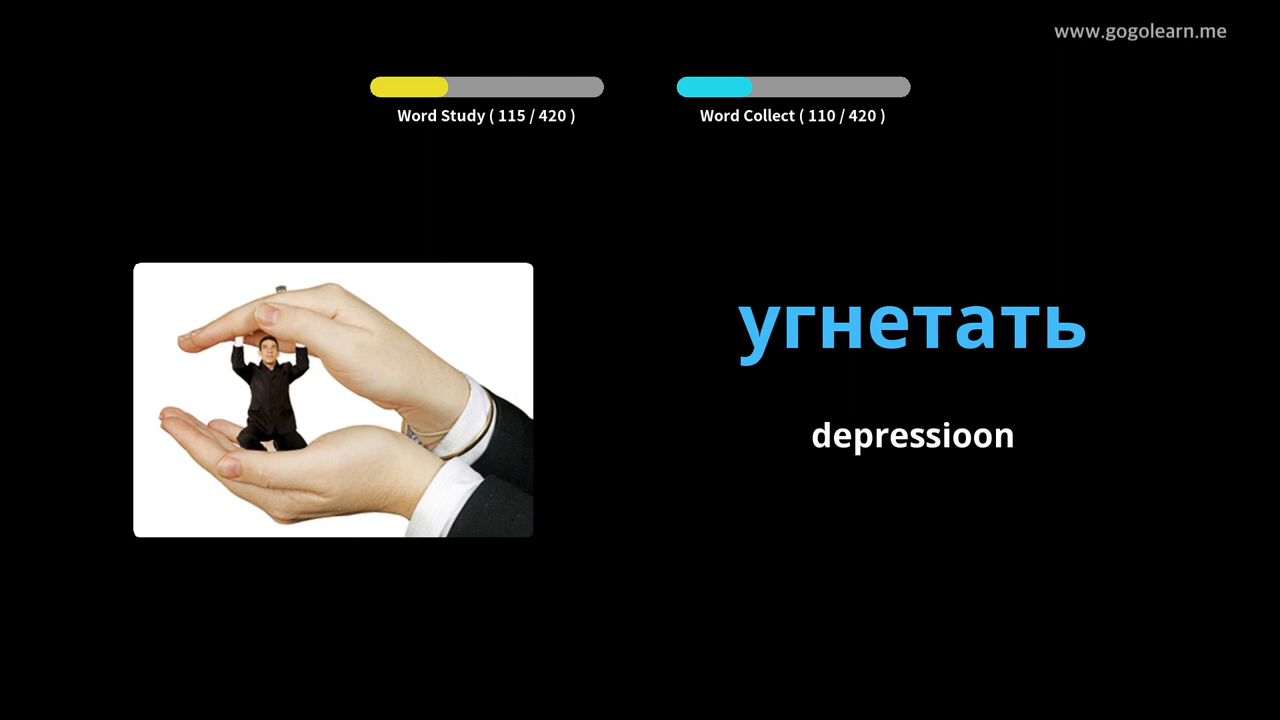 www.gogolearn.me
Word Study ( 115 / 420 )
Word Collect ( 110 / 420 )
угнетать
depressioon